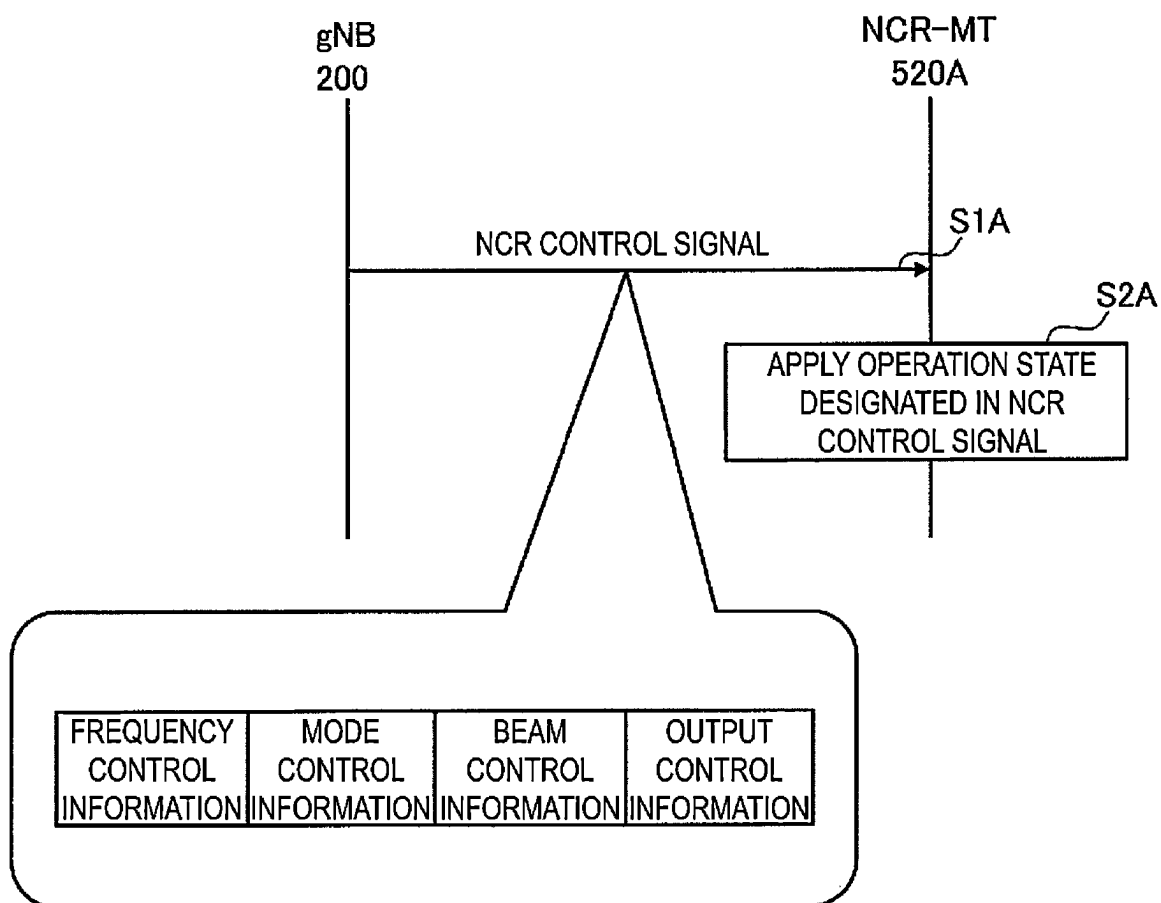 gNB
200
NCR-MT
520A
NCR CONTROL SIGNAL
S1A
S2A
APPLY OPERATION STATE
DESIGNATED IN NCR
CONTROL SIGNAL
FREQUENCY
CONTROL
INFORMATION
MODE
CONTROL
INFORMATION
BEAM
CONTROL
INFORMATION
OUTPUT
CONTROL
INFORMATION